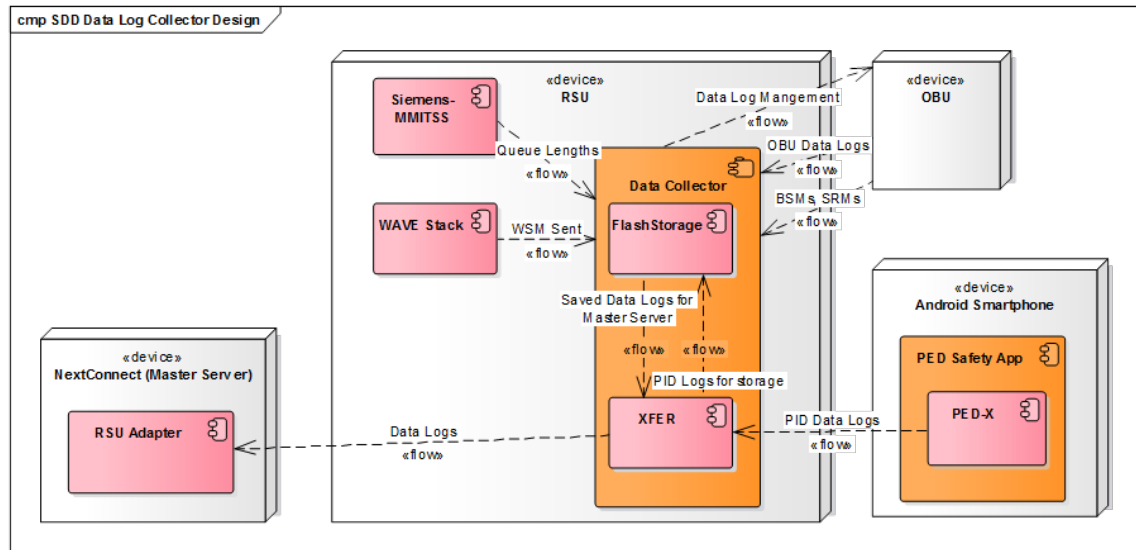 cmp SDD Data Log Collector Design
«device»
RSU
Siemens-
MMITSS
Queue Lengths
«flow»
WAVE Stack
WSM Sent
«flow»
Data Collector
FlashStorage
Saved Data Logs for
Master Server
«flow»
«flow»
PID Logs for storage
XFER
Data Log Mangement
«flow»
«device»
OBU
OBU Data Logs
«flow»
BSMs, SRMs
«flow»
«device»
Android Smartphone
PED Safety App
PED-X
PID Data Logs
«flow»
«device»
NextConnect (Master Server)
RSU Adapter
Data Logs
«flow»